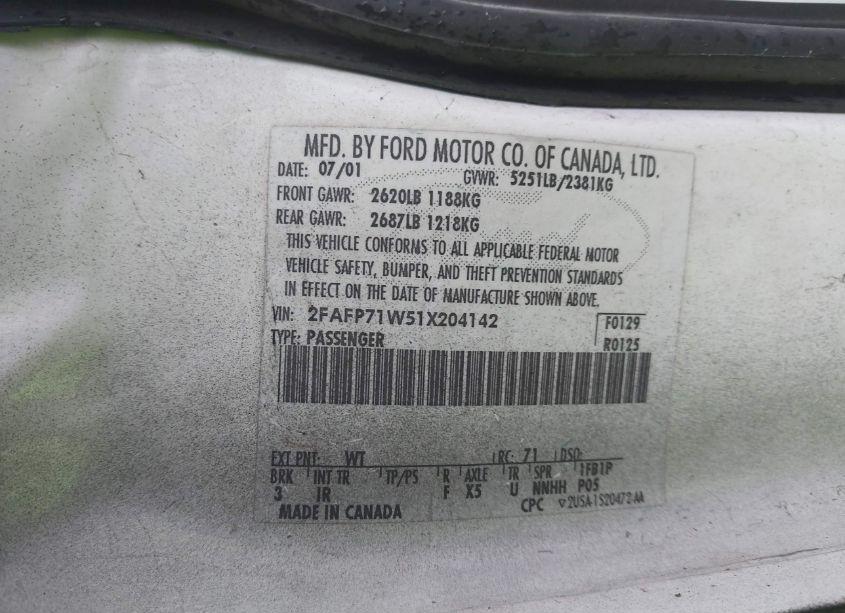 MFD. BY FORD MOTOR CO. OF CANADA, LTD.
DATE: 07/01 GVWR: 5251LB/2381KG
FRONT GAWR: 2620LB 1188KG
REAR GAWR: 2687LB 1218KG
THIS VEHICLE CONFORMS TO ALL APPLICABLE FEDERAL MOTOR
VEHICLE SAFETY, BUMPER, AND THEFT PREVENTION STANDARDS
IN EFFECT ON THE DATE OF MANUFACTURE SHOWN ABOVE.
VIN: 2FAFP71W51X204142 F0129
TYPE: PASSENGER R0125
EXT PNT: WT RC: 71 DSO:
BRK INT TR TP/PS R AXLE TR SPR 1FB1P
3 IR F X5 U NNHH P05
MADE IN CANADA CPC ▽2USA-1S20472-AA